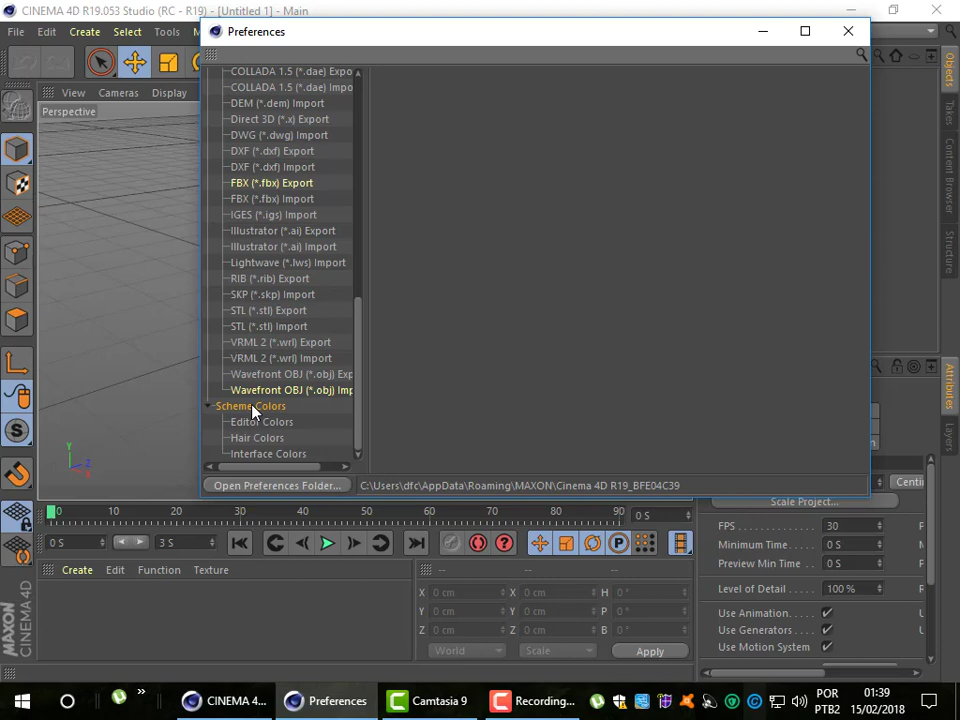 CINEMA 4D R19.053 Studio (RC - R19) - [Untitled 1] - Main
File Edit Create Select Tools
Preferences
View Cameras Display
Perspective
COLLADA 1.5 (*.dae) Expo
COLLADA 1.5 (*.dae) Impo
DEM (*.dem) Import
Direct 3D (*.x) Export
DWG (*.dwg) Import
DXF (*.dxf) Export
DXF (*.dxf) Import
FBX (*.fbx) Export
FBX (*.fbx) Import
IGES (*.igs) Import
Illustrator (*.ai) Export
Illustrator (*.ai) Import
Lightwave (*.lws) Import
RIB (*.rib) Export
SKP (*.skp) Import
STL (*.stl) Export
STL (*.stl) Import
VRML 2 (*.wrl) Export
VRML 2 (*.wrl) Import
Wavefront OBJ (*.obj) Exp
Wavefront OBJ (*.obj) Imp
Scheme Colors
Editor Colors
Hair Colors
Interface Colors
Open Preferences Folder... C:\Users\dfc\AppData\Roaming\MAXON\Cinema 4D R19_BFE04C39
Objects
Takes
Content Browser
Structure
Attributes
Layers
Y
Z
X
0 10 20 30 40 50 60 70 80 90 0 S
0 S 3 S
Create Edit Function Texture
-- -- --
X 0 cm X 0 cm H 0 °
Y 0 cm Y 0 cm P 0 °
Z 0 cm Z 0 cm B 0 °
World Scale Apply
Centi
Scale Project...
FPS 30
Minimum Time 0 S
Preview Min Time 0 S
Level of Detail 100 %
Use Animation
Use Generators
Use Motion System
MAXON
CINEMA 4D
CINEMA 4... Preferences Camtasia 9 Recording...
POR
PTB2
01:39
15/02/2018